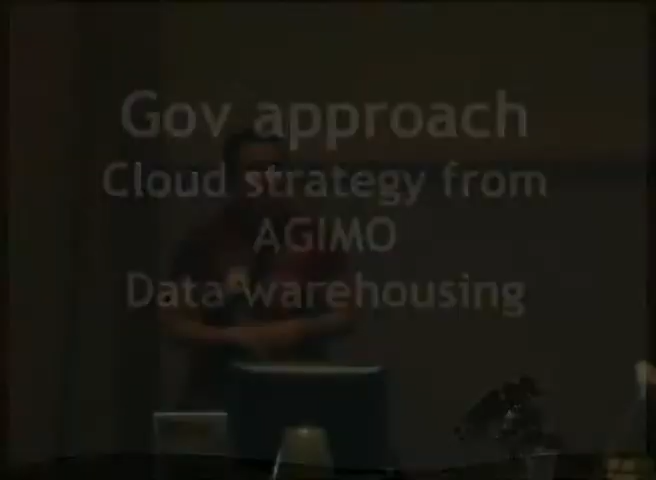 Gov approach
Cloud strategy from
AGIMO
Data warehousing